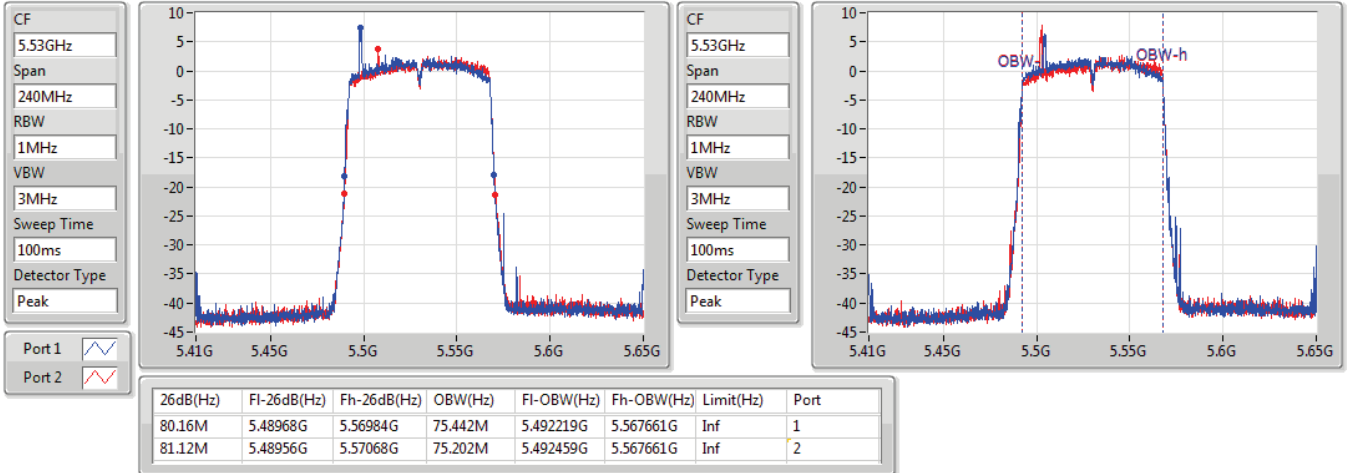 CF
5.53GHz
Span
240MHz
RBW
1MHz
VBW
3MHz
Sweep Time
100ms
Detector Type
Peak
Port 1
Port 2
10
5
0
-5
-10
-15
-20
-25
-30
-35
-40
-45
5.41G 5.45G 5.5G 5.55G 5.6G 5.65G
CF
5.53GHz
Span
240MHz
RBW
1MHz
VBW
3MHz
Sweep Time
100ms
Detector Type
Peak
10
5
0
-5
-10
-15
-20
-25
-30
-35
-40
-45
OBW- OBW-h
5.41G 5.45G 5.5G 5.55G 5.6G 5.65G
26dB(Hz) Fl-26dB(Hz) Fh-26dB(Hz) OBW(Hz) Fl-OBW(Hz) Fh-OBW(Hz) Limit(Hz) Port
80.16M 5.48968G 5.56984G 75.442M 5.492219G 5.567661G Inf 1
81.12M 5.48956G 5.57068G 75.202M 5.492459G 5.567661G Inf 2